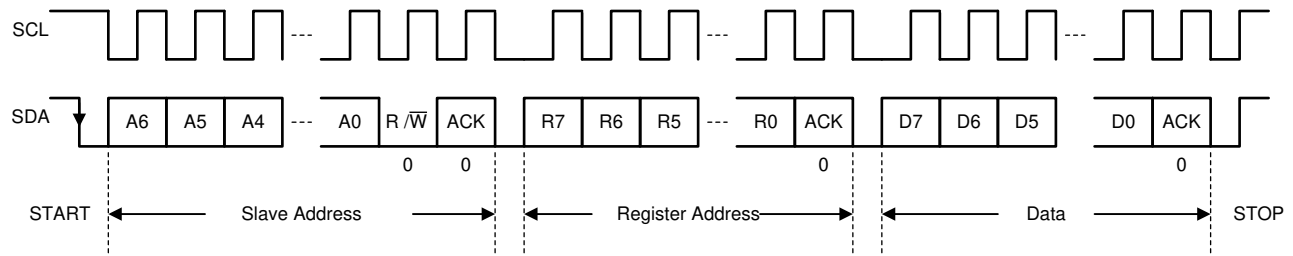 SCL --- --- ---
SDA A6 A5 A4 --- A0 R /W̅ ACK R7 R6 R5 --- R0 ACK D7 D6 D5 D0 ACK
0 0 0 0
START Slave Address Register Address Data STOP